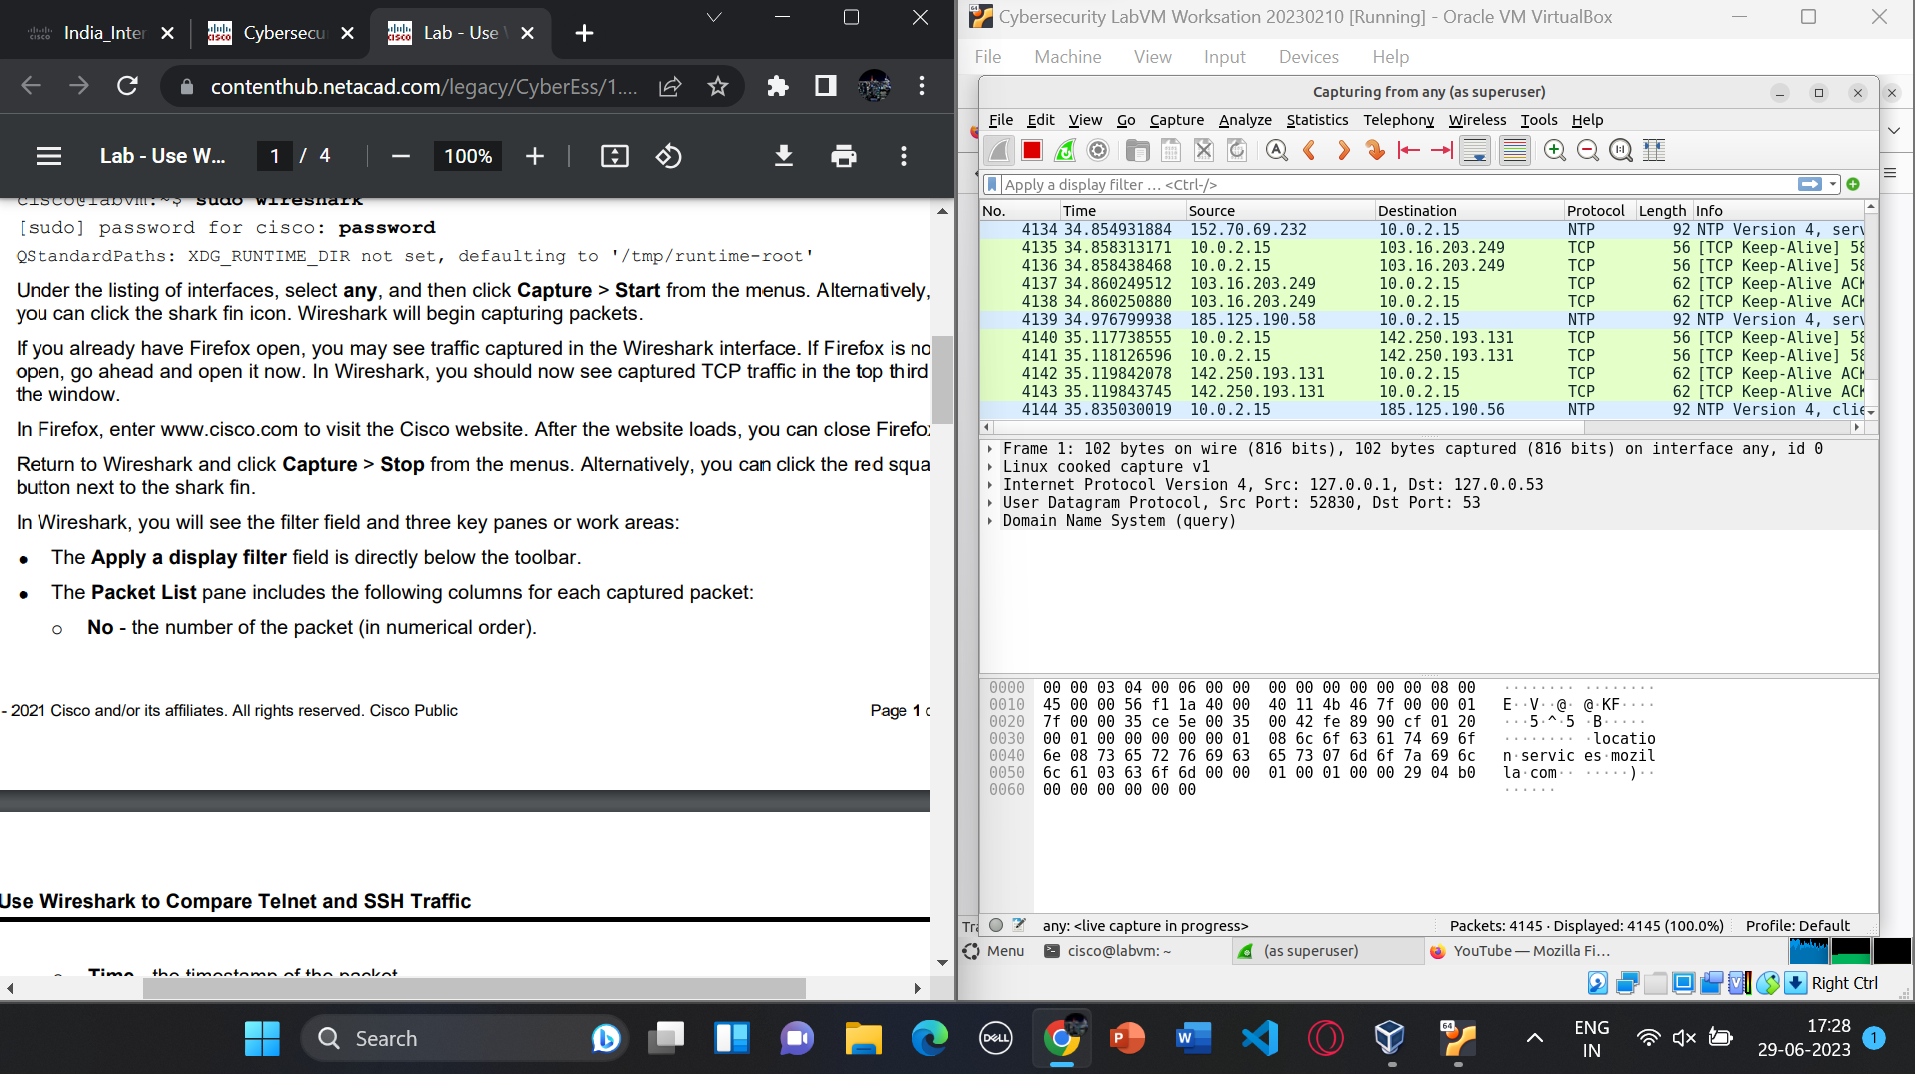 India_Inter
Cybersecu
Lab - Use W
contenthub.netacad.com/legacy/CyberEss/1....
Lab - Use W...
1 / 4
100%
cisco@labvm:~$ sudo wireshark
[sudo] password for cisco: password
QStandardPaths: XDG_RUNTIME_DIR not set, defaulting to '/tmp/runtime-root'
Under the listing of interfaces, select any, and then click Capture > Start from the menus. Alternatively,
you can click the shark fin icon. Wireshark will begin capturing packets.
If you already have Firefox open, you may see traffic captured in the Wireshark interface. If Firefox is no
open, go ahead and open it now. In Wireshark, you should now see captured TCP traffic in the top third
the window.
In Firefox, enter www.cisco.com to visit the Cisco website. After the website loads, you can close Firefo
Return to Wireshark and click Capture > Stop from the menus. Alternatively, you can click the red squa
button next to the shark fin.
In Wireshark, you will see the filter field and three key panes or work areas:
● The Apply a display filter field is directly below the toolbar.
● The Packet List pane includes the following columns for each captured packet:
o No - the number of the packet (in numerical order).
- 2021 Cisco and/or its affiliates. All rights reserved. Cisco Public
Page 1
Use Wireshark to Compare Telnet and SSH Traffic
o Time - the timestamp of the packet
Cybersecurity LabVM Worksation 20230210 [Running] - Oracle VM VirtualBox
File Machine View Input Devices Help
Capturing from any (as superuser)
File Edit View Go Capture Analyze Statistics Telephony Wireless Tools Help
Apply a display filter ... <Ctrl-/>
No. Time Source Destination Protocol Length Info
4134 34.854931884 152.70.69.232 10.0.2.15 NTP 92 NTP Version 4, serv
4135 34.858313171 10.0.2.15 103.16.203.249 TCP 56 [TCP Keep-Alive] 58
4136 34.858438468 10.0.2.15 103.16.203.249 TCP 56 [TCP Keep-Alive] 58
4137 34.860249512 103.16.203.249 10.0.2.15 TCP 62 [TCP Keep-Alive ACK
4138 34.860250880 103.16.203.249 10.0.2.15 TCP 62 [TCP Keep-Alive ACK
4139 34.976799938 185.125.190.58 10.0.2.15 NTP 92 NTP Version 4, serv
4140 35.117738555 10.0.2.15 142.250.193.131 TCP 56 [TCP Keep-Alive] 58
4141 35.118126596 10.0.2.15 142.250.193.131 TCP 56 [TCP Keep-Alive] 58
4142 35.119842078 142.250.193.131 10.0.2.15 TCP 62 [TCP Keep-Alive ACK
4143 35.119843745 142.250.193.131 10.0.2.15 TCP 62 [TCP Keep-Alive ACK
4144 35.835030019 10.0.2.15 185.125.190.56 NTP 92 NTP Version 4, clie
Frame 1: 102 bytes on wire (816 bits), 102 bytes captured (816 bits) on interface any, id 0
Linux cooked capture v1
Internet Protocol Version 4, Src: 127.0.0.1, Dst: 127.0.0.53
User Datagram Protocol, Src Port: 52830, Dst Port: 53
Domain Name System (query)
0000 00 00 03 04 00 06 00 00 00 00 00 00 00 00 08 00 ········ ········
0010 45 00 00 56 f1 1a 40 00 40 11 4b 46 7f 00 00 01 E··V··@· @·KF····
0020 7f 00 00 35 ce 5e 00 35 00 42 fe 89 90 cf 01 20 ···5·^·5 ·B·····
0030 00 01 00 00 00 00 00 01 08 6c 6f 63 61 74 69 6f ········ ·locatio
0040 6e 08 73 65 72 76 69 63 65 73 07 6d 6f 7a 69 6c n·servic es·mozil
0050 6c 61 03 63 6f 6d 00 00 01 00 01 00 00 29 04 b0 la·com·· ·····)··
0060 00 00 00 00 00 00 ······
any: <live capture in progress> Packets: 4145 · Displayed: 4145 (100.0%) Profile: Default
Tra
Menu cisco@labvm: ~ (as superuser) YouTube — Mozilla Fi...
Right Ctrl
Search
ENG
IN
17:28
29-06-2023
1